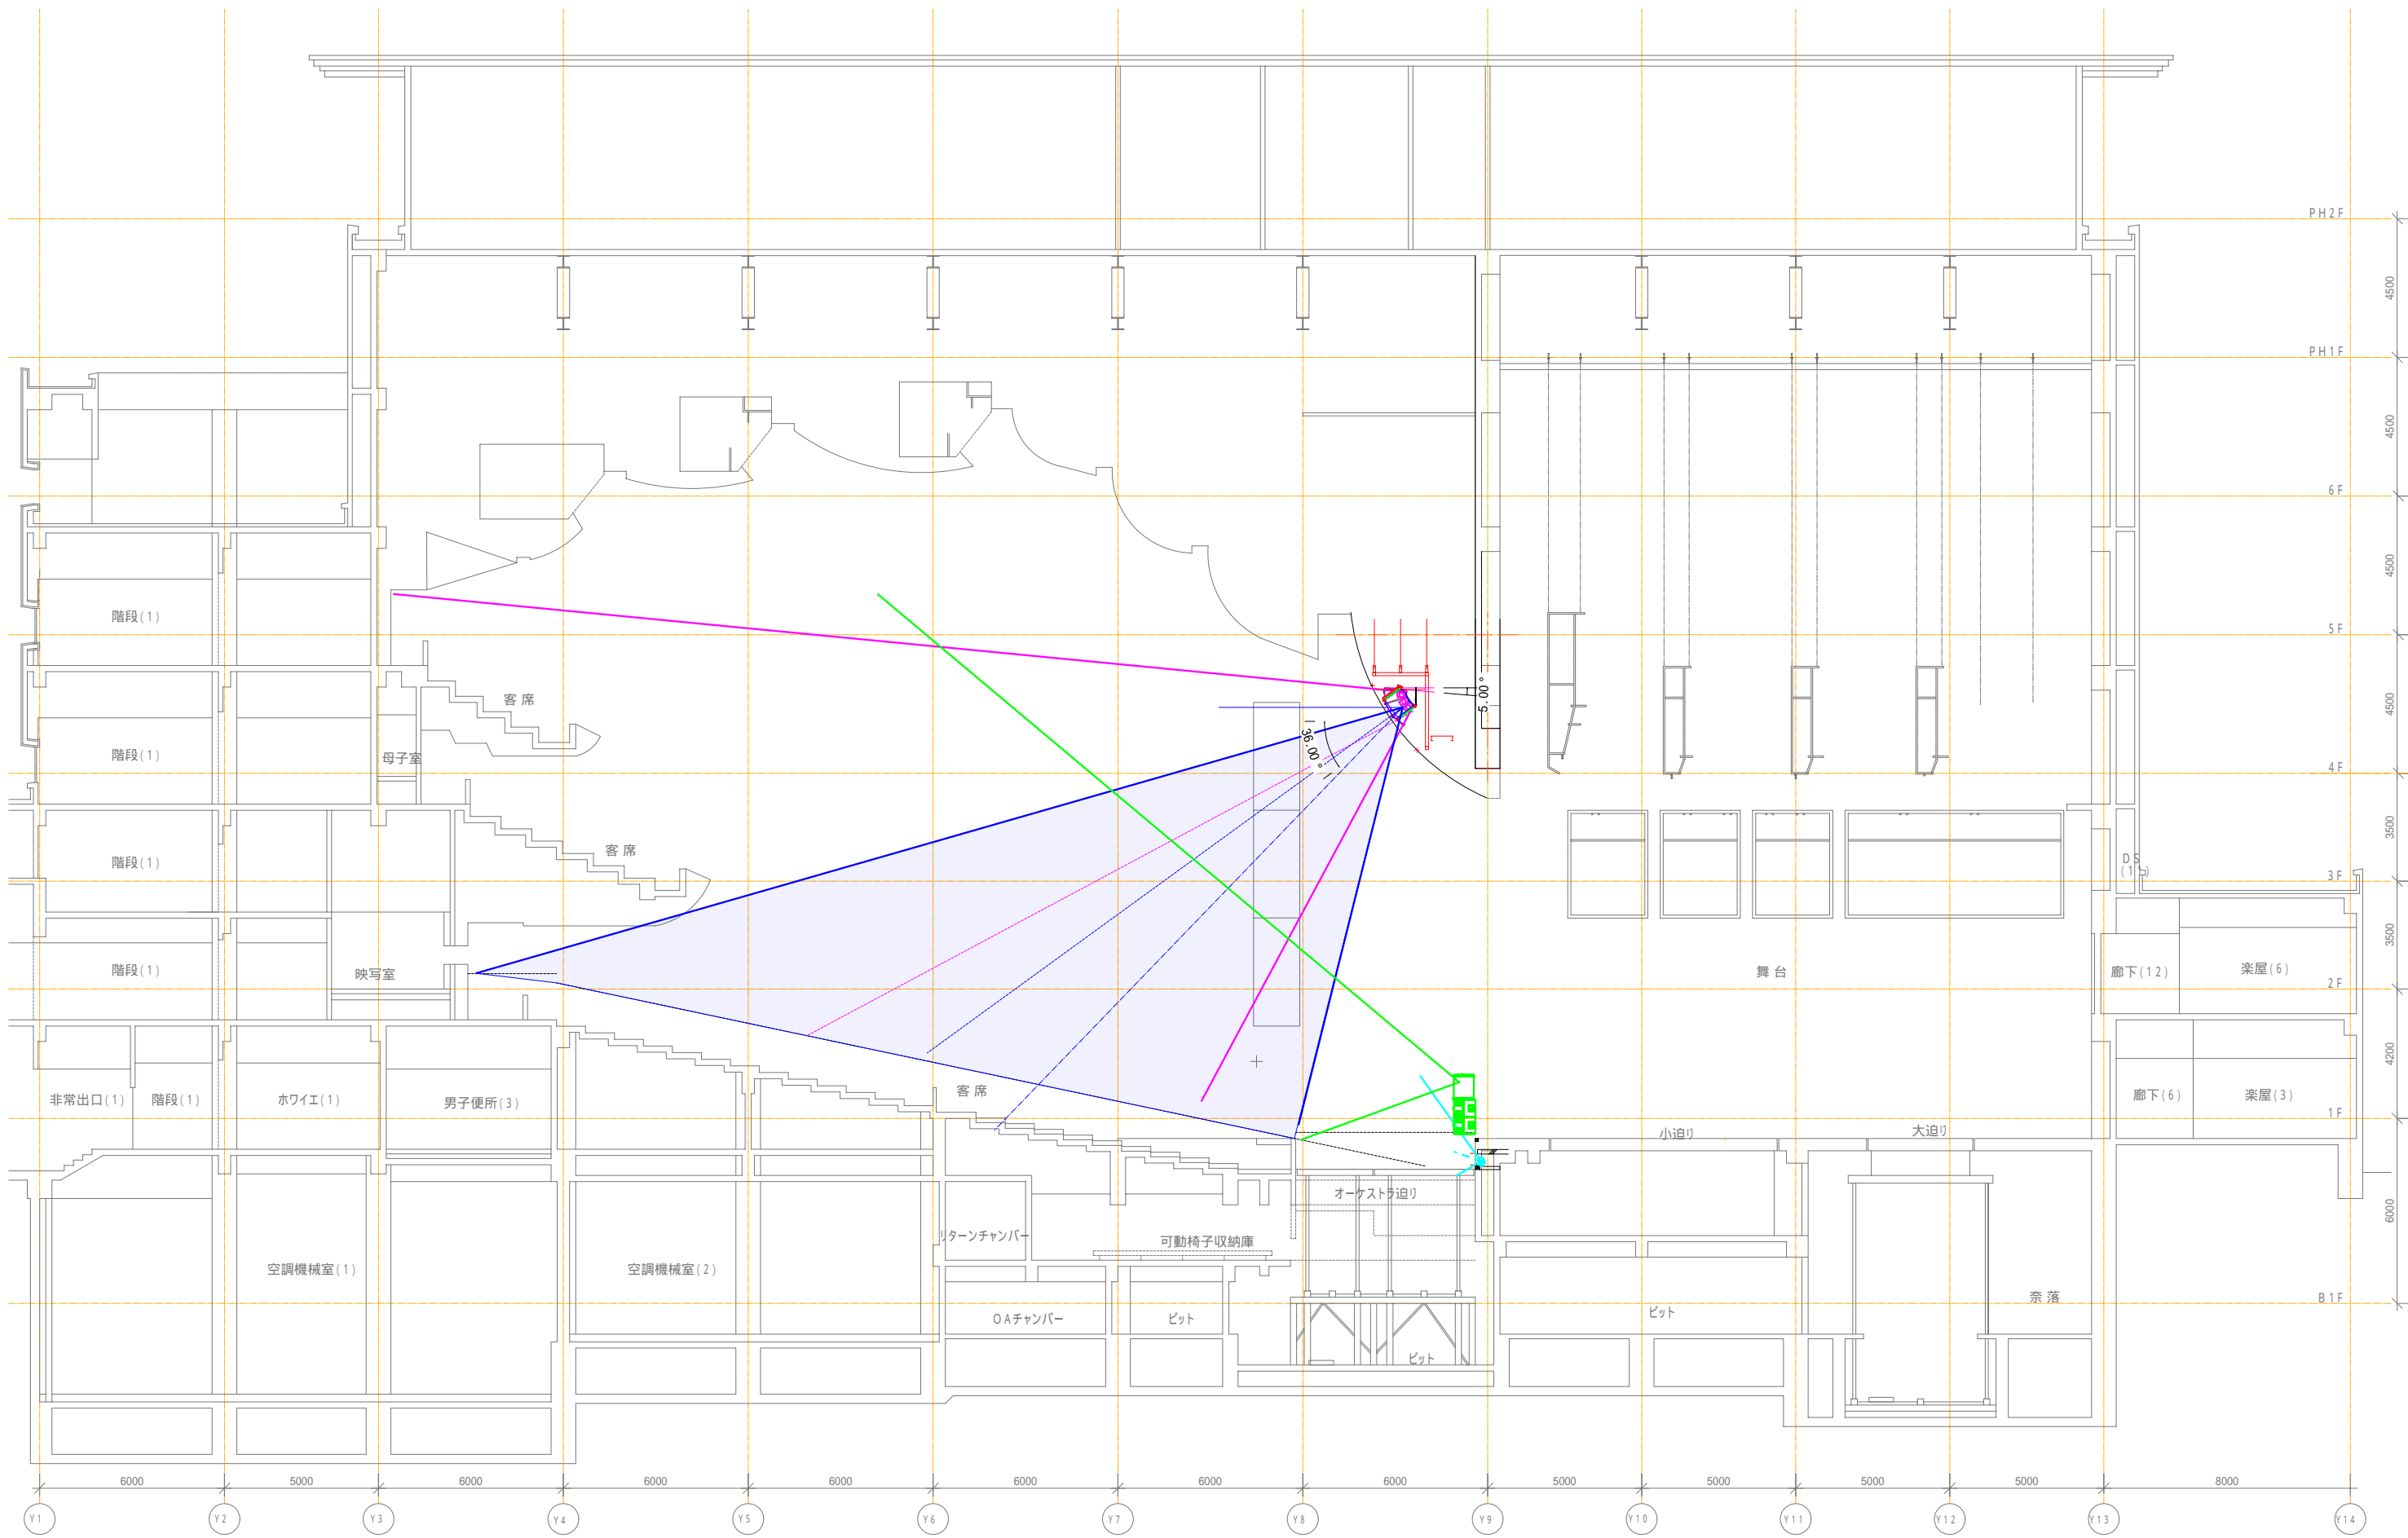 PH2F
4500
PH1F
4500
6F
4500
階段(1)
5F
客席
5.00°
4500
36.00°
階段(1)
母子室
4F
3500
客席
階段(1)
DS
(11)
3F
3500
階段(1)
映写室
舞台
廊下(12)
楽屋(6)
2F
4200
非常出口(1)
階段(1)
ホワイエ(1)
男子便所(3)
客席
廊下(6)
楽屋(3)
1F
小迫り
大迫り
オーケストラ迫り
6000
リターンチャンバー
可動椅子収納庫
空調機械室(1)
空調機械室(2)
奈落
B1F
OAチャンバー
ピット
ピット
ピット
6000
5000
6000
6000
6000
6000
6000
6000
5000
5000
5000
5000
8000
Y1
Y2
Y3
Y4
Y5
Y6
Y7
Y8
Y9
Y10
Y11
Y12
Y13
Y14